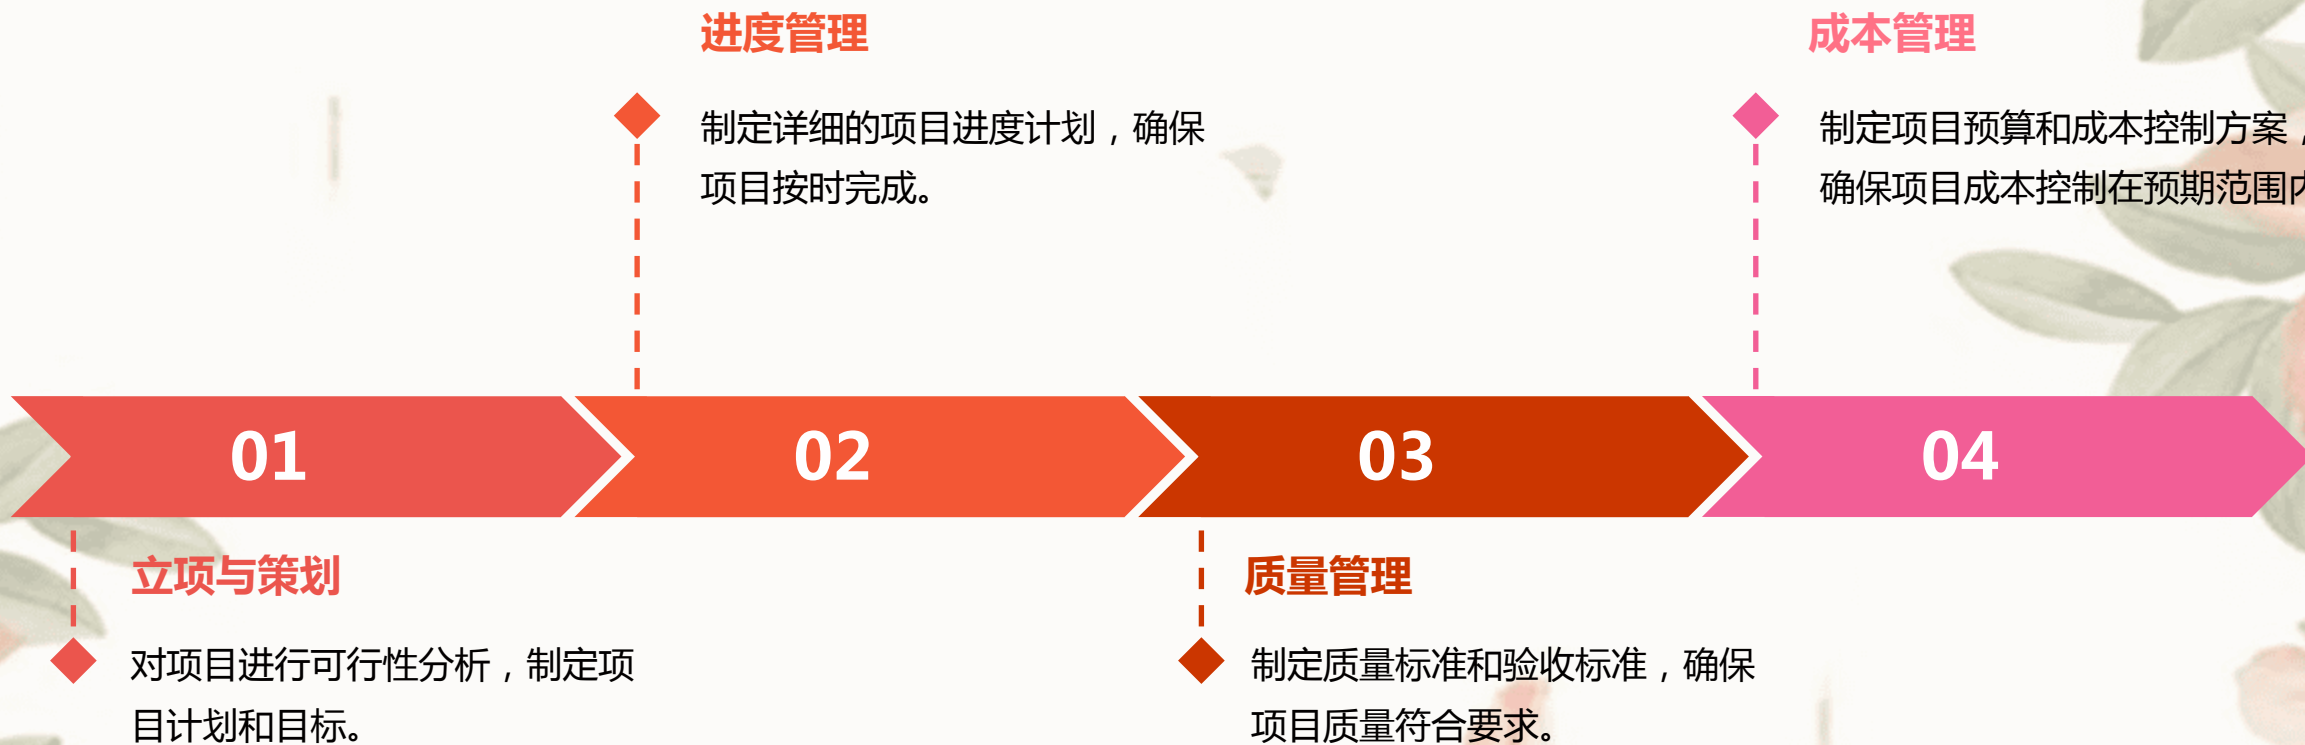 进度管理
制定详细的项目进度计划，确保
项目按时完成。
成本管理
制定项目预算和成本控制方案，
确保项目成本控制在预期范围内
01
02
03
04
立项与策划
对项目进行可行性分析，制定项
目计划和目标。
质量管理
制定质量标准和验收标准，确保
项目质量符合要求。